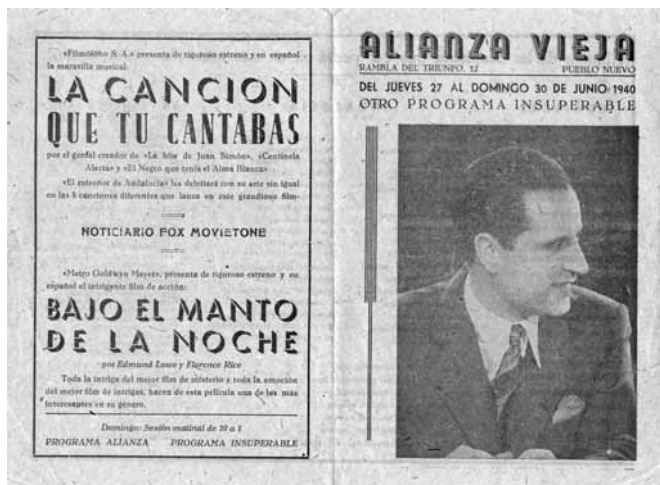 «Filmófono S. A.» presenta de riguroso estreno y en español
la maravilla musical:
LA CANCION
QUE TU CANTABAS
por el genial creador de «La hija de Juan Simón», «Centinela
Alerta» y «El Negro que tenía el Alma Blanca»
«El ruiseñor de Andalucía» les deleitará con su arte sin igual
en las 8 canciones diferentes que lanza en este grandioso film-
NOTICIARIO FOX MOVIETONE
«Metro Goldwyn Mayer», presenta de riguroso estreno y en
español el intrigante film de acción:
BAJO EL MANTO
DE LA NOCHE
por Edmund Lowe y Florence Rice
Toda la intriga del mejor film de misterio y toda la emoción
del mejor film de intrigas, hacen de esta película una de las más
interesantes en su género.
Domingo: Sesión matinal de 10 a 1
PROGRAMA ALIANZA PROGRAMA INSUPERABLE
ALIANZA VIEJA
RAMBLA DEL TRIUNFO, 12 PUEBLO NUEVO
DEL JUEVES 27 AL DOMINGO 30 DE JUNIO 1940
OTRO PROGRAMA INSUPERABLE